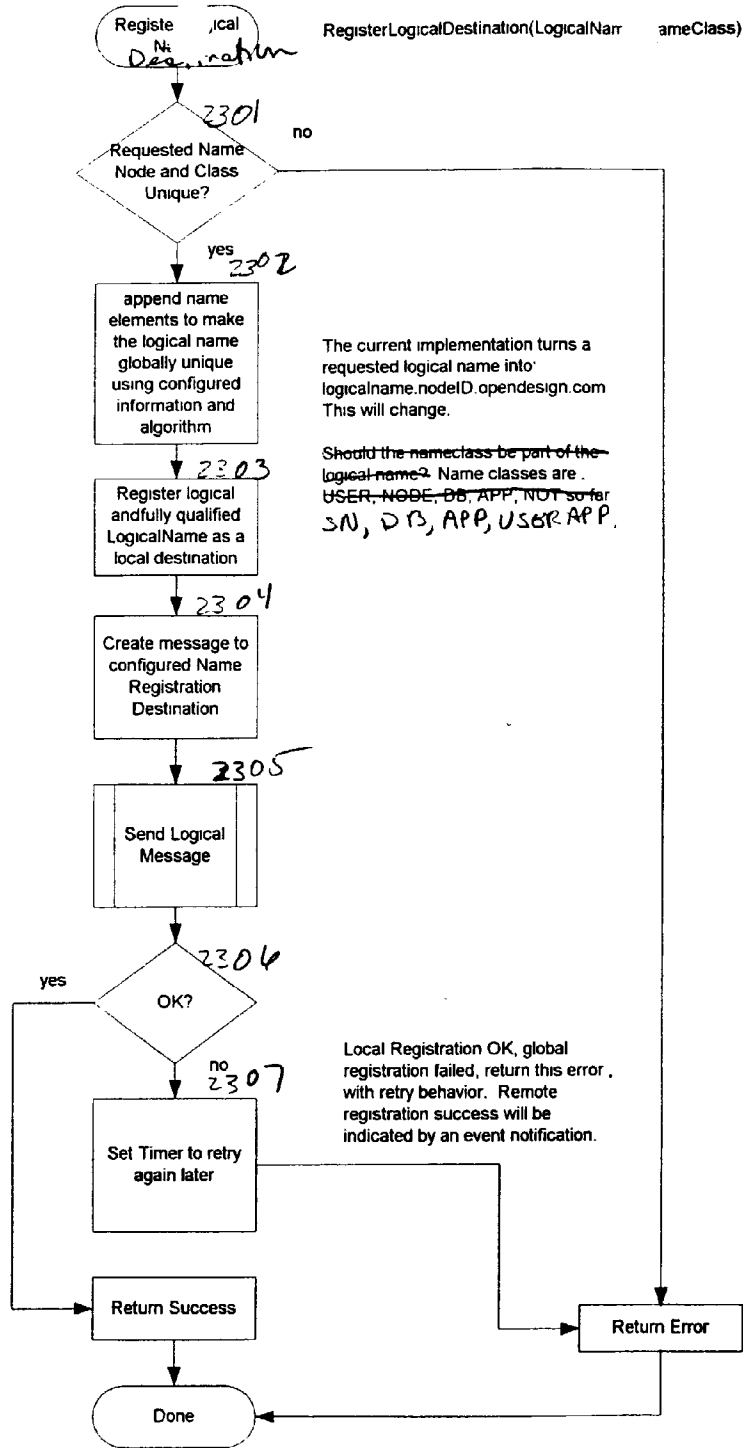 Registe ,ical
RegisterLogicalDestination(LogicalNam ameClass)
2301
no
Requested Name
Node and Class
Unique?
yes
2302
append name
elements to make
the logical name
globally unique
using configured
information and
algorithm
The current implementation turns a
requested logical name into
logicalname.nodeID.opendesign.com
This will change.
Should the nameclass be part of the
logical name? Name classes are .
USER, NODE, DB, APP, NUT so far
SN, DB, APP, USER APP.
2303
Register logical
andfully qualified
LogicalName as a
local destination
2304
Create message to
configured Name
Registration
Destination
2305
Send Logical
Message
2306
yes
OK?
no
2307
Local Registration OK, global
registration failed, return this error ,
with retry behavior. Remote
registration success will be
indicated by an event notification.
Set Timer to retry
again later
Return Success
Return Error
Done